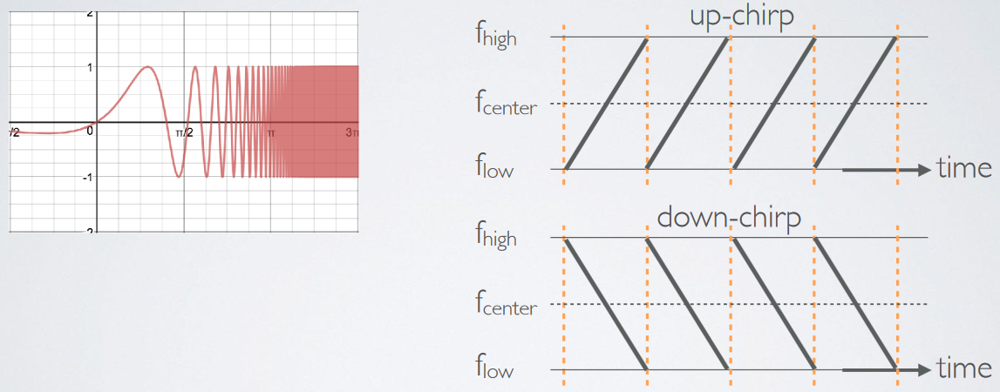 2
1
0
π/2
π
3π
/2
-1
-2
up-chirp
fhigh
fcenter
flow
time
down-chirp
fhigh
fcenter
flow
time